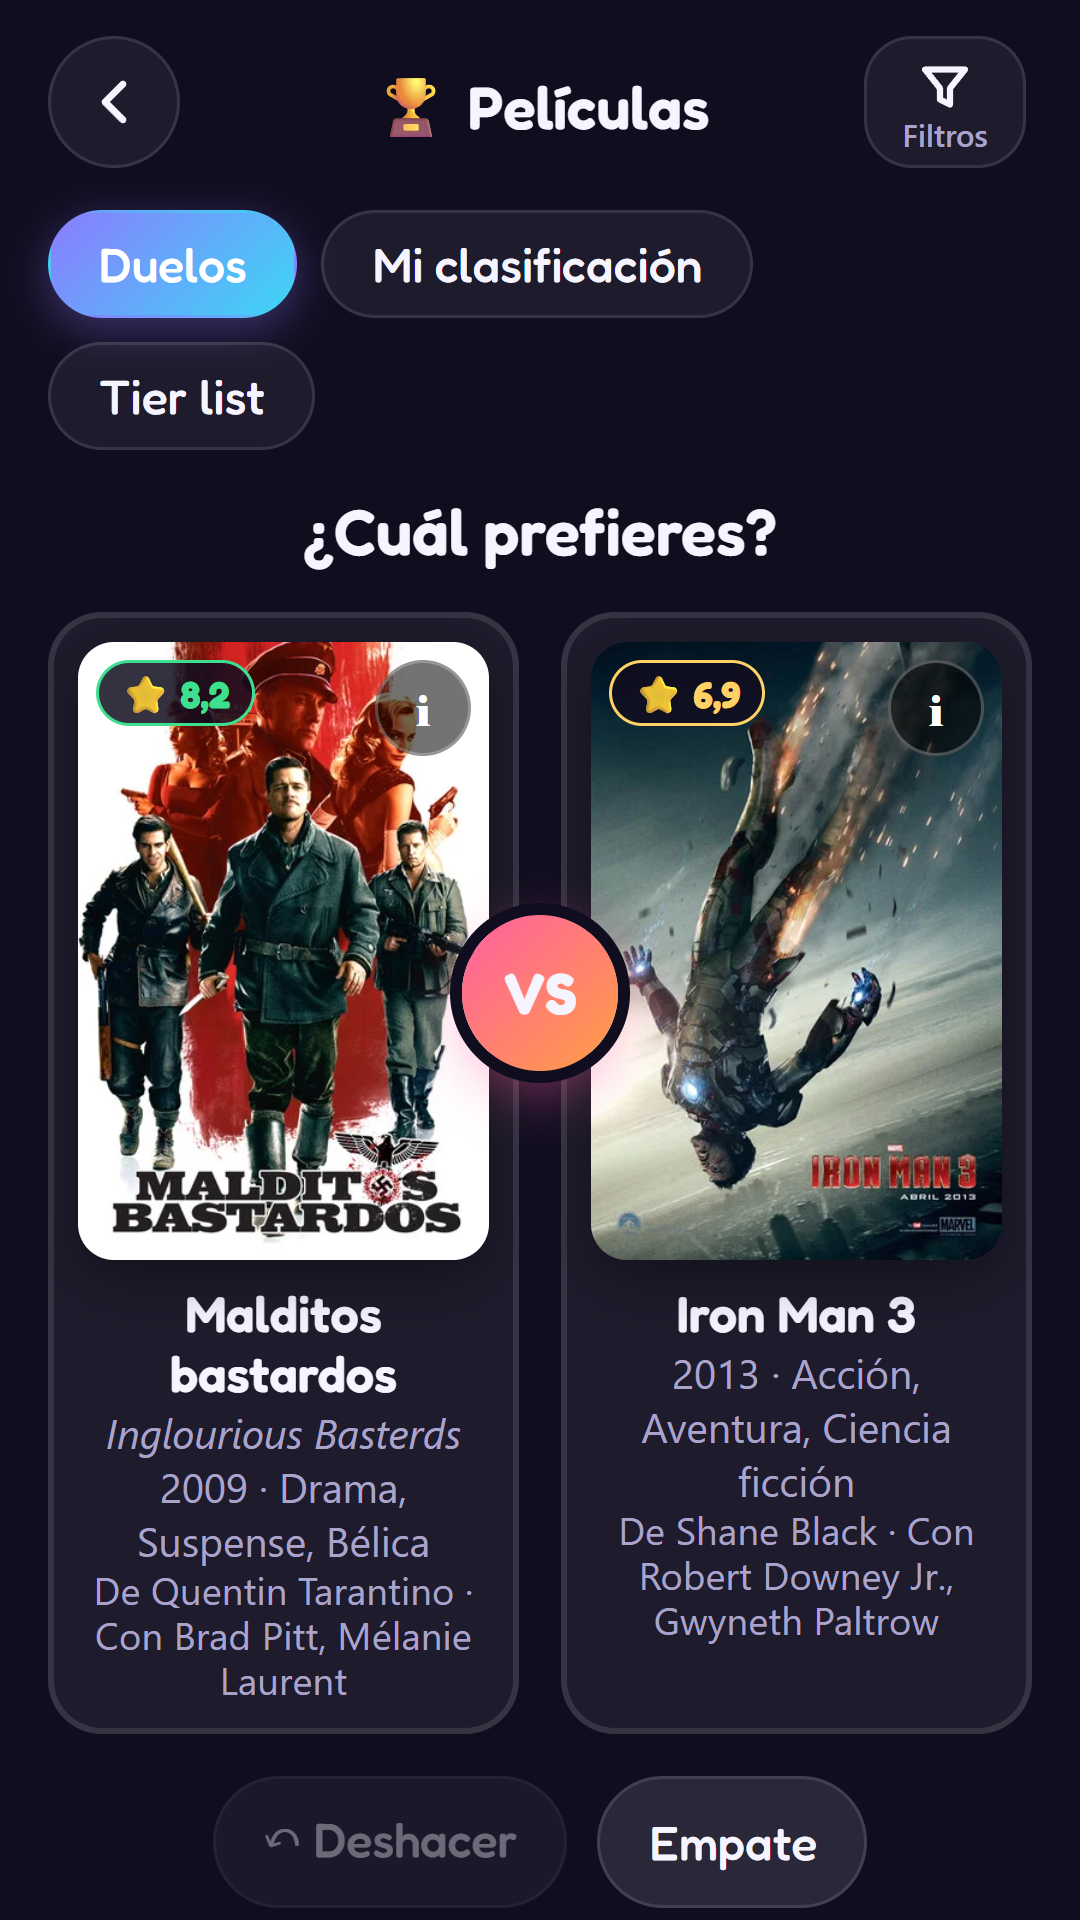 🏆 Películas
Filtros
Duelos
Mi clasificación
Tier list
¿Cuál prefieres?
⭐ 8,2
i
⭐ 6,9
i
MALDITOS
BASTARDOS
VS
MARVEL
IRON MAN 3
ABRIL 2013
MARVEL
Malditos
bastardos
Inglourious Basterds
2009 · Drama,
Suspense, Bélica
De Quentin Tarantino ·
Con Brad Pitt, Mélanie
Laurent
Iron Man 3
2013 · Acción,
Aventura, Ciencia
ficción
De Shane Black · Con
Robert Downey Jr.,
Gwyneth Paltrow
Deshacer
Empate